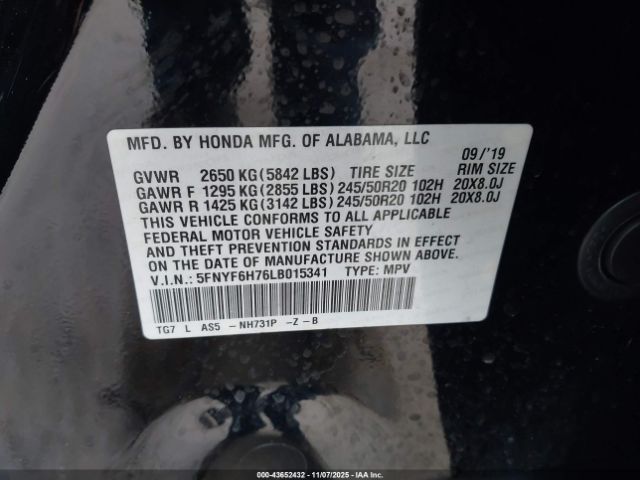 MFD. BY HONDA MFG. OF ALABAMA, LLC
09/'19
GVWR 2650 KG (5842 LBS) TIRE SIZE RIM SIZE
GAWR F 1295 KG (2855 LBS) 245/50R20 102H 20X8.0J
GAWR R 1425 KG (3142 LBS) 245/50R20 102H 20X8.0J
THIS VEHICLE CONFORMS TO ALL APPLICABLE
FEDERAL MOTOR VEHICLE SAFETY
AND THEFT PREVENTION STANDARDS IN EFFECT
ON THE DATE OF MANUFACTURE SHOWN ABOVE.
V.I.N.: 5FNYF6H76LB015341 TYPE: MPV
TG7 L AS5 -NH731P -Z-B
000-43652432 11/07/2025 - IAA Inc.